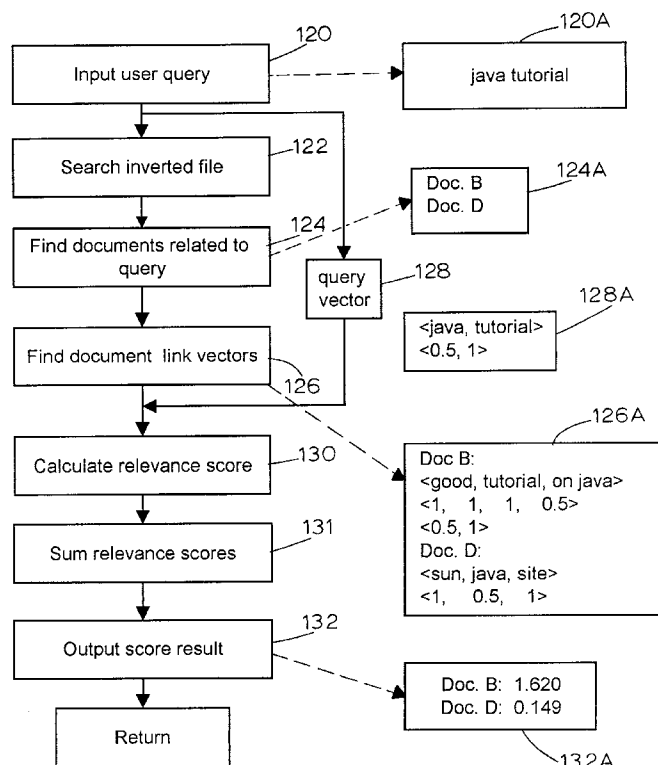 120
Input user query
120A
java tutorial
122
Search inverted file
124A
Doc. B
Doc. D
124
Find documents related to
query
128
query
vector
128A
<java, tutorial>
<0.5, 1>
Find document link vectors
126
126A
Doc B:
<good, tutorial, on java>
<1, 1, 1, 0.5>
<0.5, 1>
Doc. D:
<sun, java, site>
<1, 0.5, 1>
Calculate relevance score
130
Sum relevance scores
131
132
Output score result
Doc. B: 1.620
Doc. D: 0.149
132A
Return